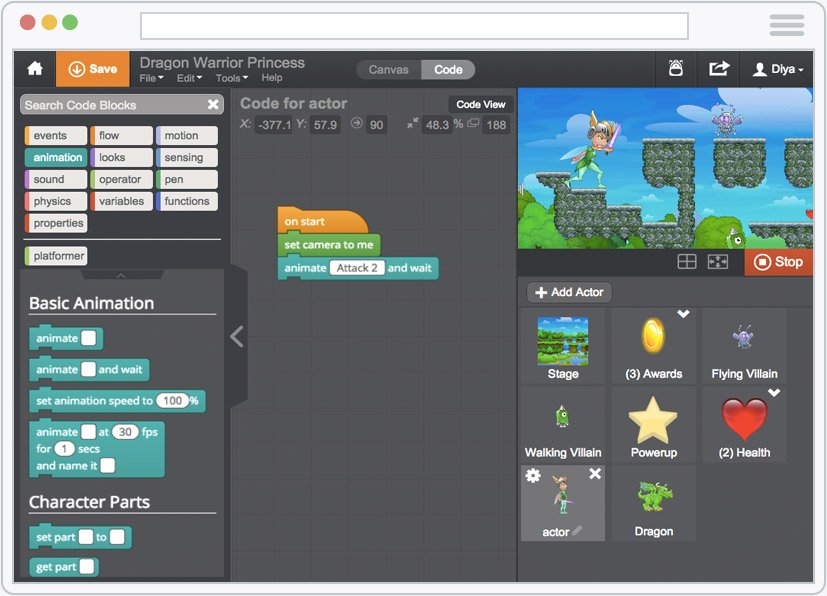 Save
Dragon Warrior Princess
File Edit Tools Help
Canvas Code
Diya
Search Code Blocks
events flow motion
animation looks sensing
sound operator pen
physics variables functions
properties
platformer
Basic Animation
animate
animate and wait
set animation speed to 100 %
animate at 30 fps
for 1 secs
and name it
Character Parts
set part to
get part
Code for actor
Code View
X: -377.1 Y: 57.9 90 48.3 % 188
on start
set camera to me
animate Attack 2 and wait
Stop
Add Actor
Stage (3) Awards Flying Villain
Walking Villain Powerup (2) Health
actor Dragon